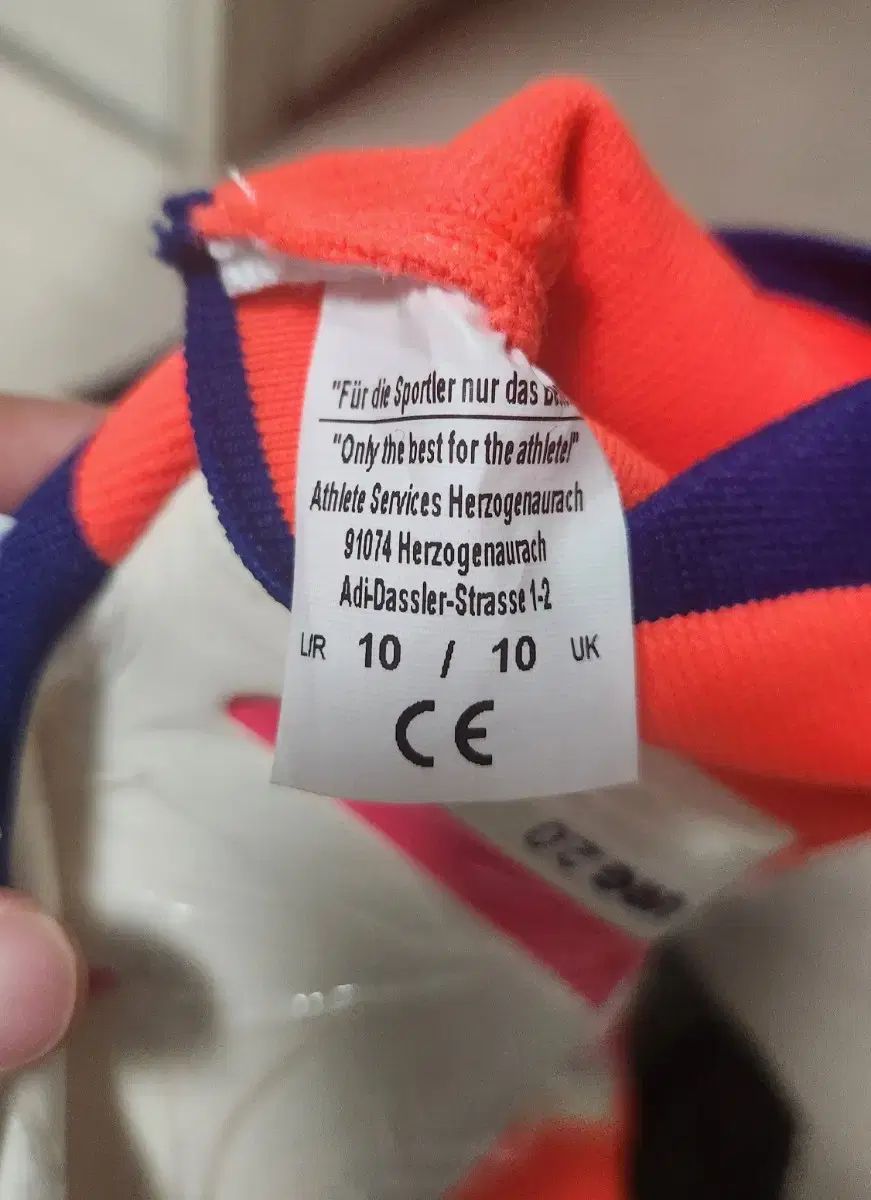 "Für die Sportler nur das
"Only the best for the athlete!"
Athlete Services Herzogenaurach
91074 Herzogenaurach
Adi-Dassler-Strasse 1-2
L/R 10 / 10 UK
CE